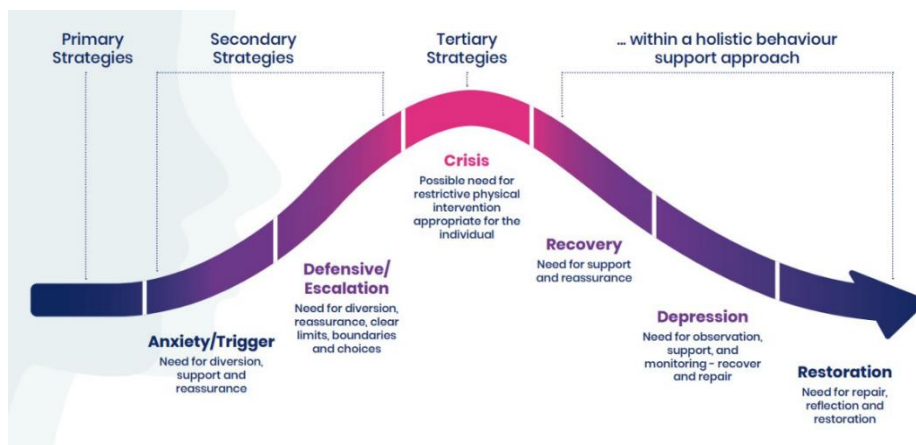 Primary
Strategies
Secondary
Strategies
Tertiary
Strategies
... within a holistic behaviour
support approach
Anxiety/Trigger
Need for diversion,
support and
reassurance
Defensive/
Escalation
Need for diversion,
reassurance, clear
limits, boundaries
and choices
Crisis
Possible need for
restrictive physical
intervention
appropriate for the
individual
Recovery
Need for support
and reassurance
Depression
Need for observation,
support, and
monitoring - recover
and repair
Restoration
Need for repair,
reflection and
restoration